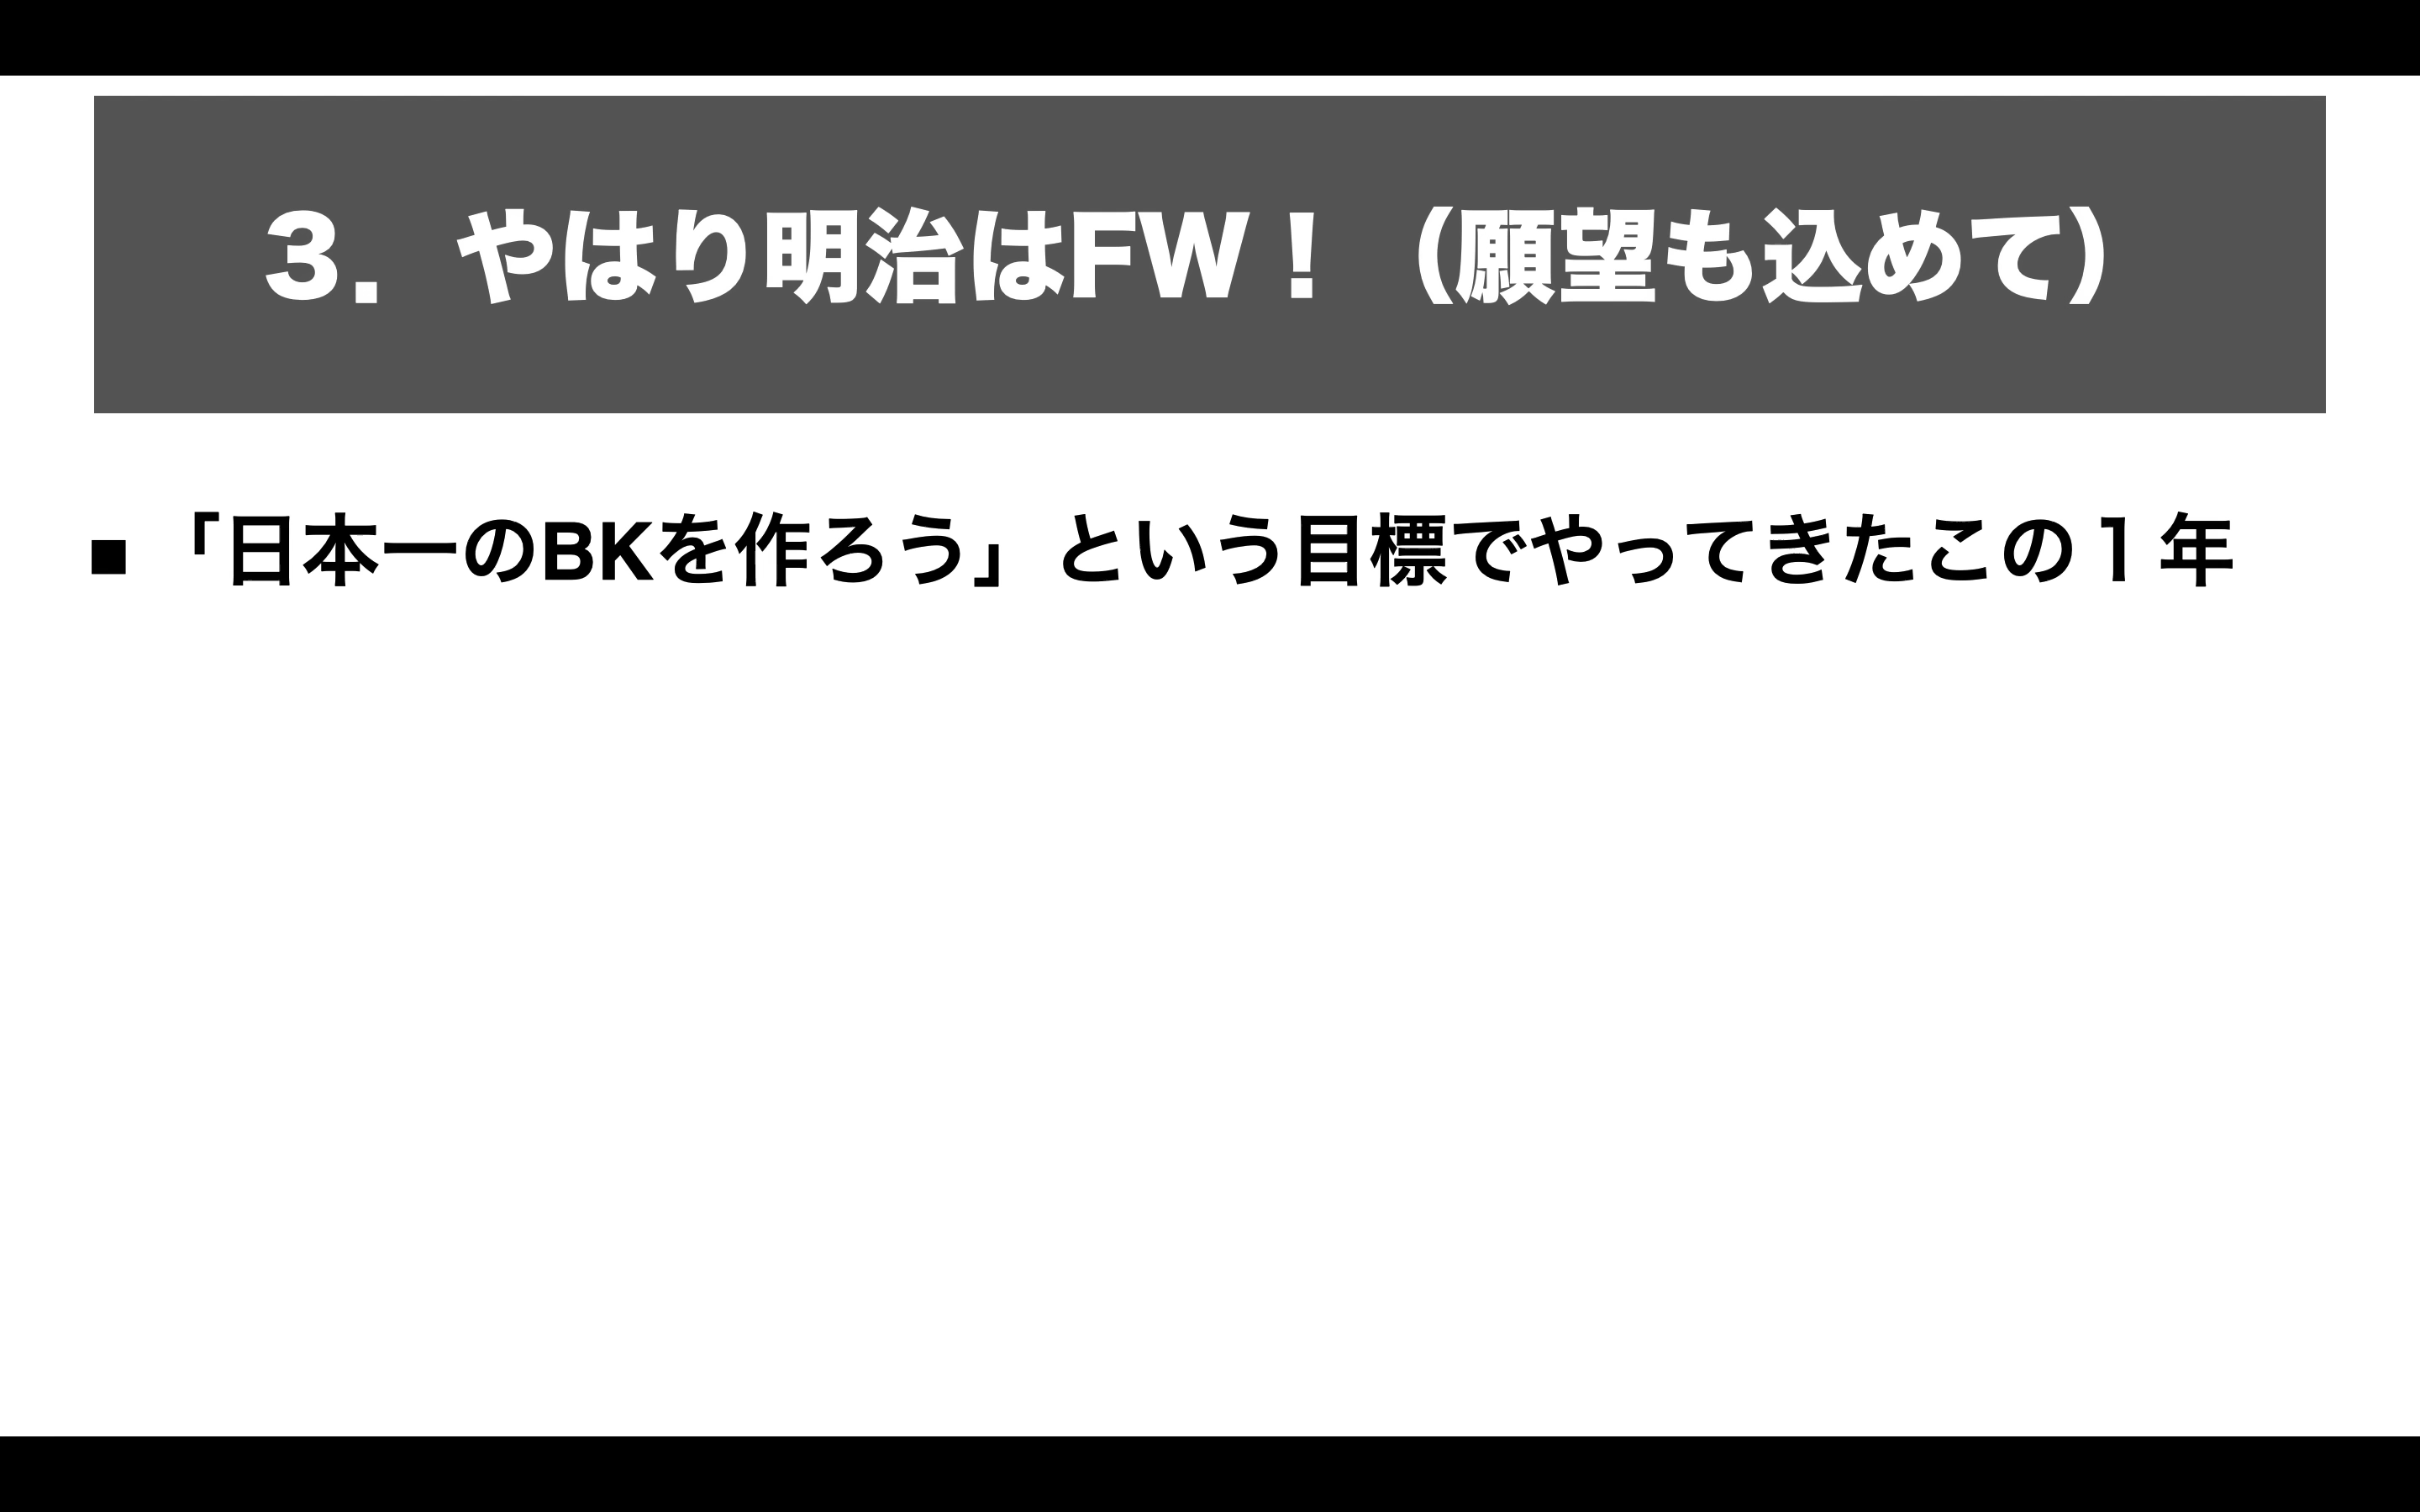 3. やはり明治はFW！（願望も込めて）
▪「日本一のBKを作ろう」という目標でやってきたこの１年